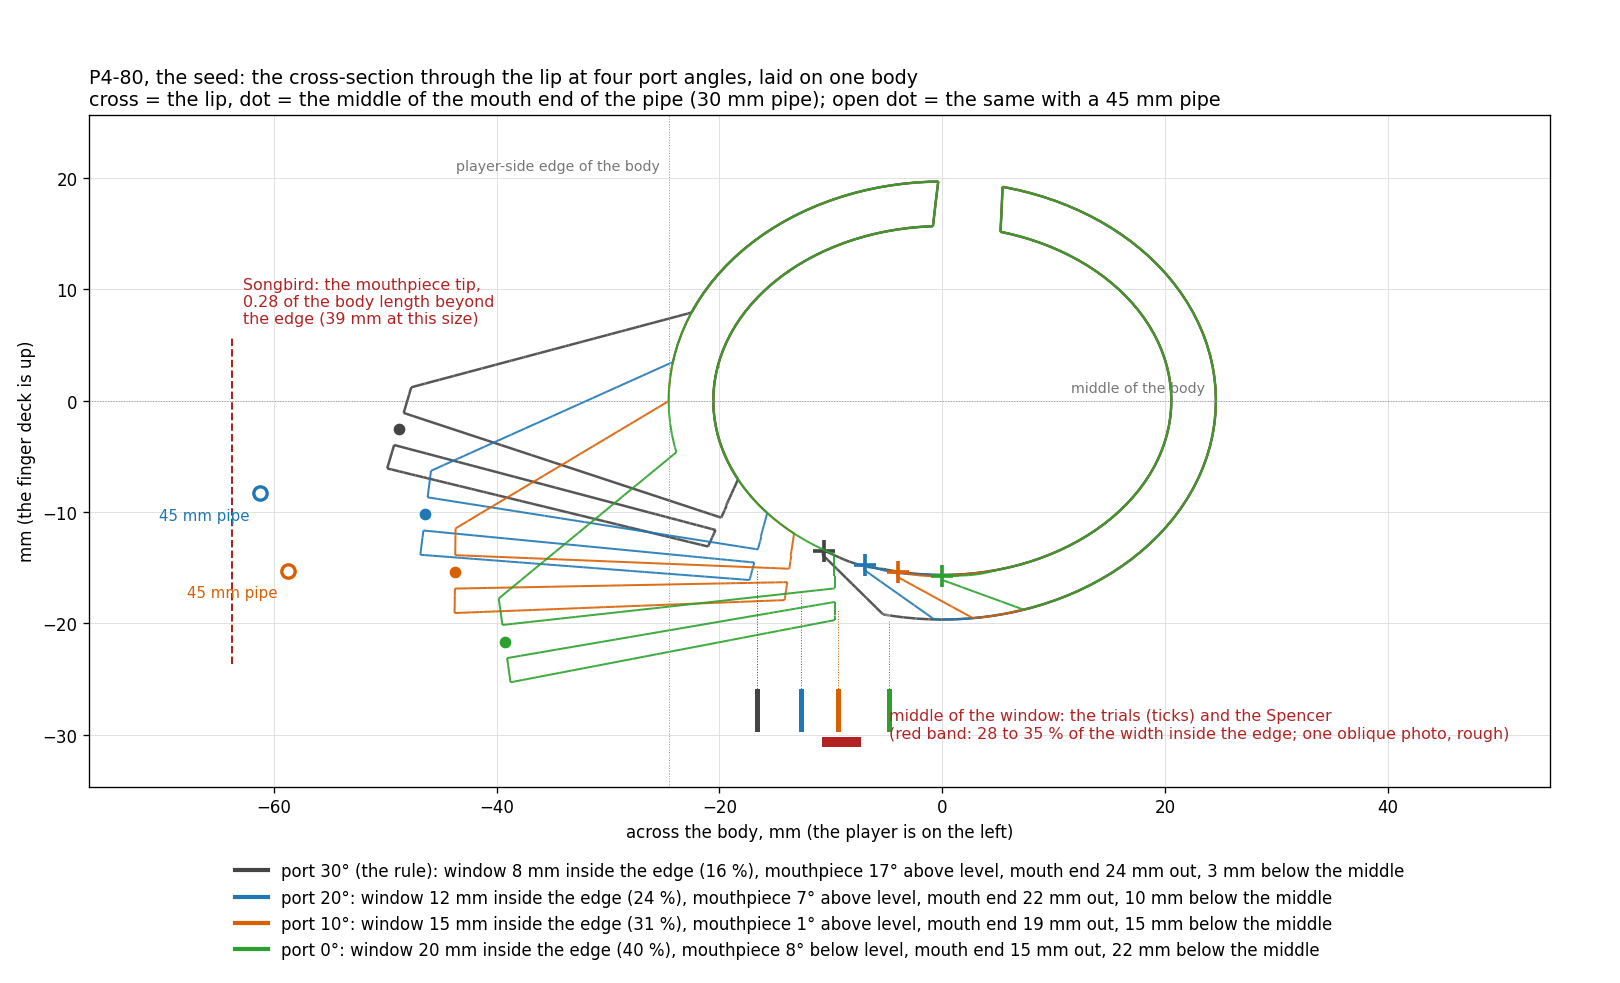 P4-80, the seed: the cross-section through the lip at four port angles, laid on one body
cross = the lip, dot = the middle of the mouth end of the pipe (30 mm pipe); open dot = the same with a 45 mm pipe
player-side edge of the body
Songbird: the mouthpiece tip,
0.28 of the body length beyond
the edge (39 mm at this size)
middle of the body
45 mm pipe
45 mm pipe
middle of the window: the trials (ticks) and the Spencer
(red band: 28 to 35 % of the width inside the edge; one oblique photo, rough)
20
10
0
−10
−20
−30
mm (the finger deck is up)
−60
−40
−20
0
20
40
across the body, mm (the player is on the left)
port 30° (the rule): window 8 mm inside the edge (16 %), mouthpiece 17° above level, mouth end 24 mm out, 3 mm below the middle
port 20°: window 12 mm inside the edge (24 %), mouthpiece 7° above level, mouth end 22 mm out, 10 mm below the middle
port 10°: window 15 mm inside the edge (31 %), mouthpiece 1° above level, mouth end 19 mm out, 15 mm below the middle
port 0°: window 20 mm inside the edge (40 %), mouthpiece 8° below level, mouth end 15 mm out, 22 mm below the middle